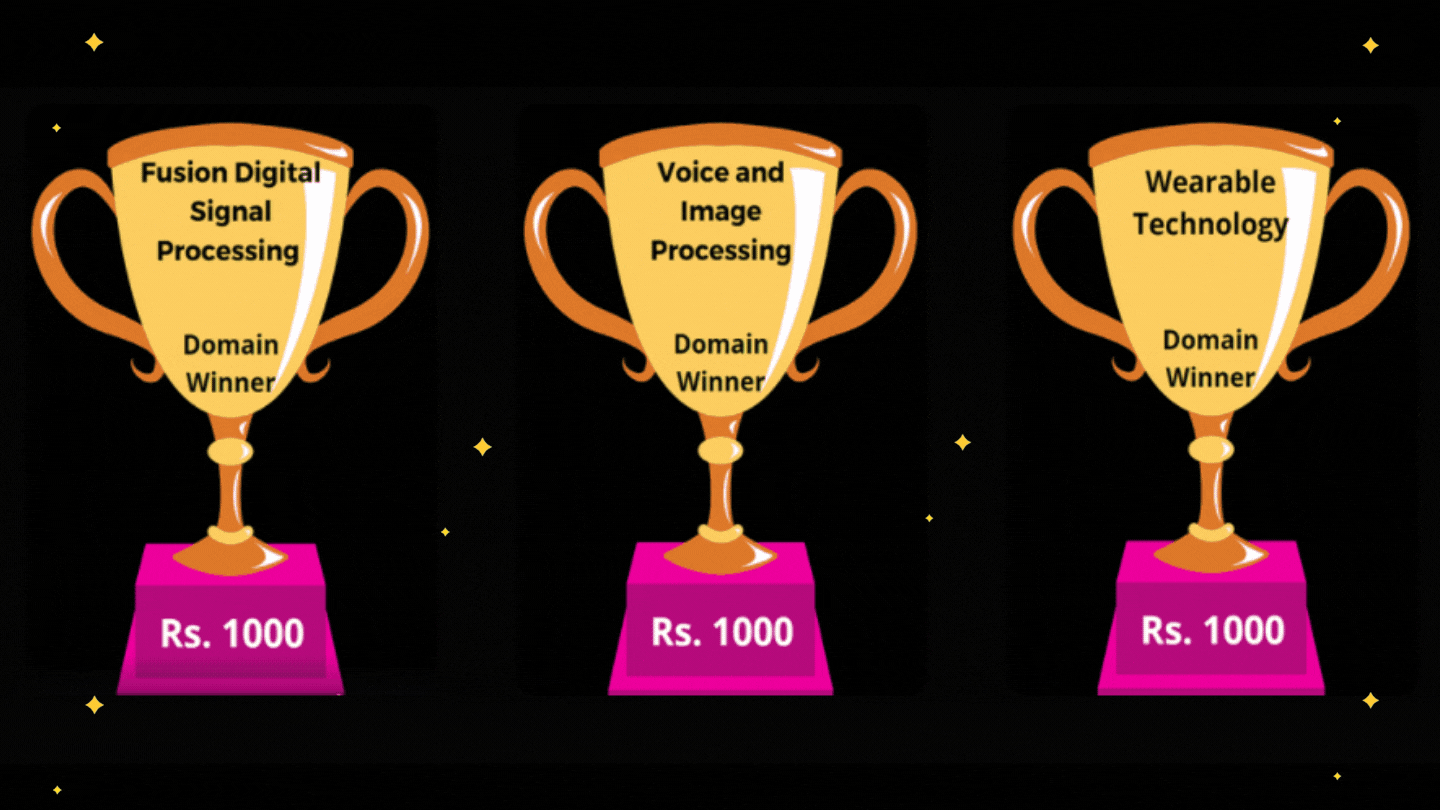 Fusion Digital
Signal
Processing
Domain
Winner
Rs. 1000
Voice and
Image
Processing
Domain
Winner
Rs. 1000
Wearable
Technology
Domain
Winner
Rs. 1000